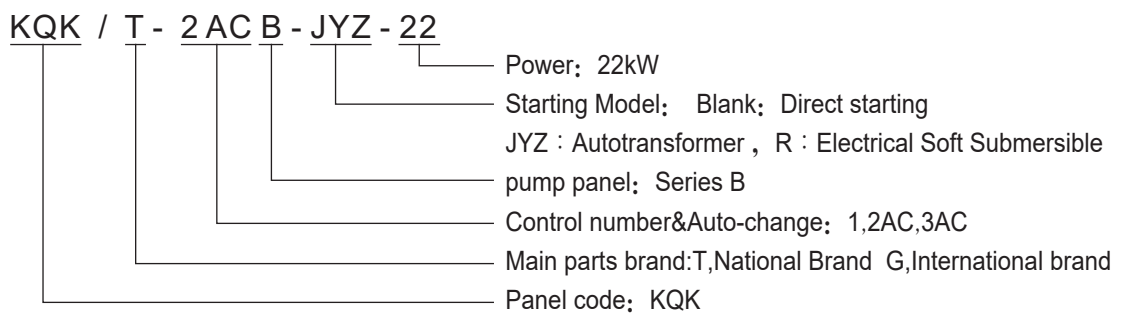 KQK / T - 2 AC B - JYZ - 22
Power：22kW
Starting Model： Blank：Direct starting
JYZ：Autotransformer ，R：Electrical Soft Submersible
pump panel：Series B
Control number&Auto-change：1,2AC,3AC
Main parts brand:T,National Brand G,International brand
Panel code：KQK